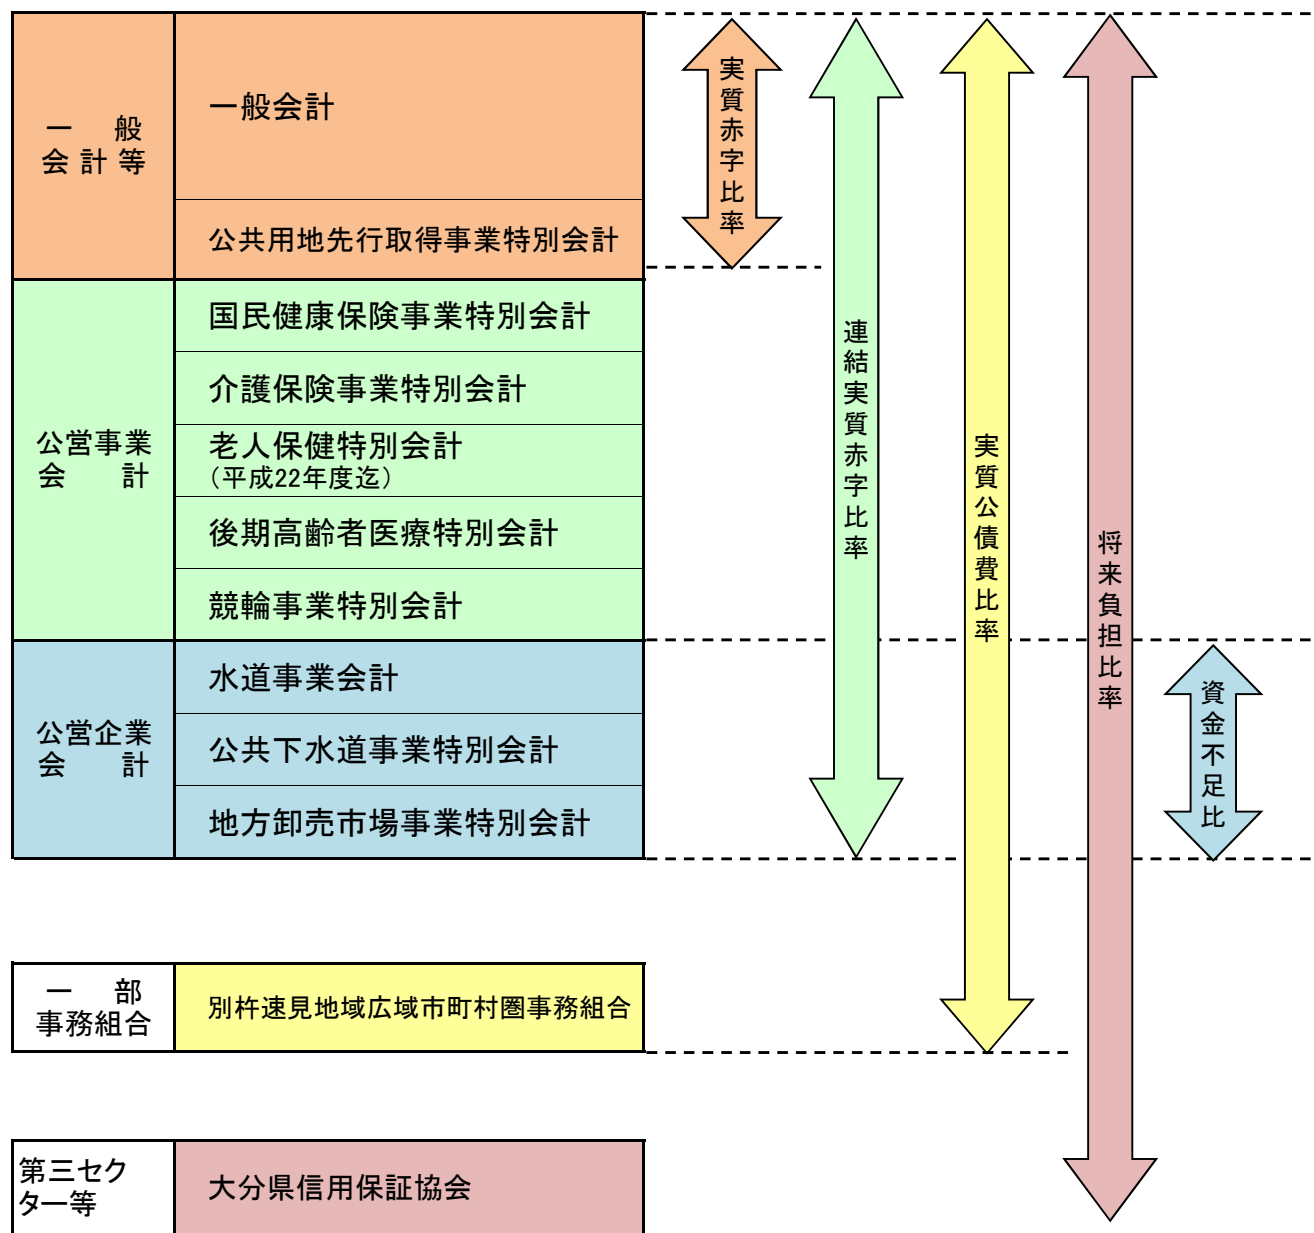 一　般
会計等
一般会計
公共用地先行取得事業特別会計
公営事業
会　計
国民健康保険事業特別会計
介護保険事業特別会計
老人保健特別会計
（平成22年度迄）
後期高齢者医療特別会計
競輪事業特別会計
公営企業
会　計
水道事業会計
公共下水道事業特別会計
地方卸売市場事業特別会計
一　部
事務組合
別杵速見地域広域市町村圏事務組合
第三セク
ター等
大分県信用保証協会
実質赤字比率
連結実質赤字比率
実質公債費比率
将来負担比率
資金不足比